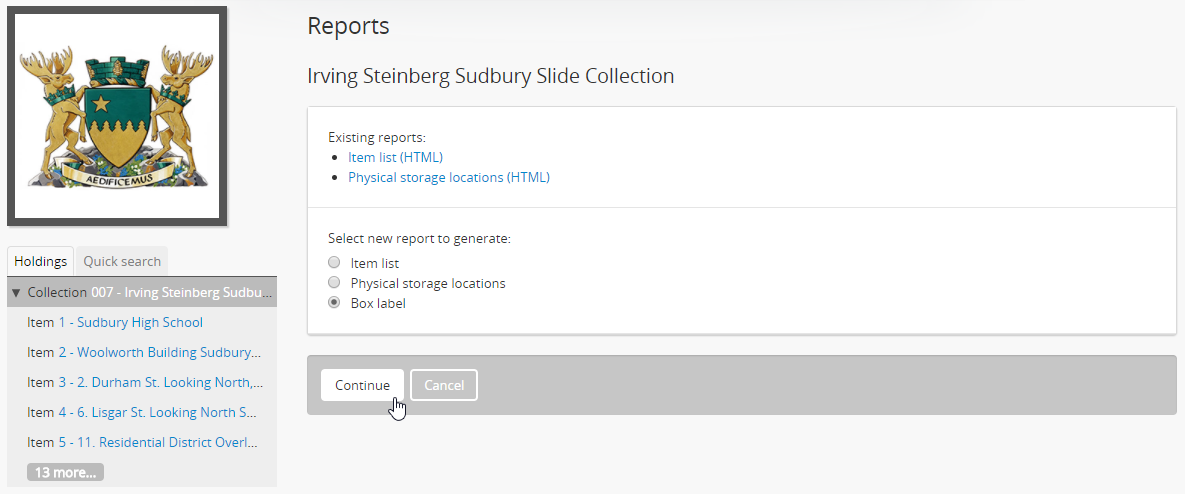 AEDIFICEMUS
Holdings
Quick search
▼ Collection 007 - Irving Steinberg Sudbu...
Item 1 - Sudbury High School
Item 2 - Woolworth Building Sudbury...
Item 3 - 2. Durham St. Looking North,...
Item 4 - 6. Lisgar St. Looking North S...
Item 5 - 11. Residential District Overl...
13 more...
Reports
Irving Steinberg Sudbury Slide Collection
Existing reports:
• Item list (HTML)
• Physical storage locations (HTML)
Select new report to generate:
Item list
Physical storage locations
Box label
Continue
Cancel